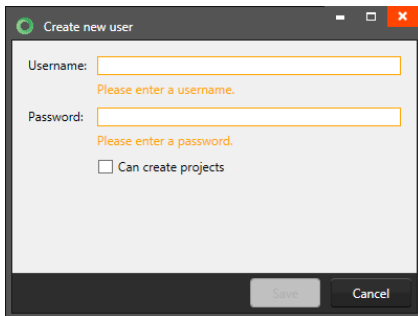 Create new user
Username:
Please enter a username.
Password:
Please enter a password.
Can create projects
Save Cancel